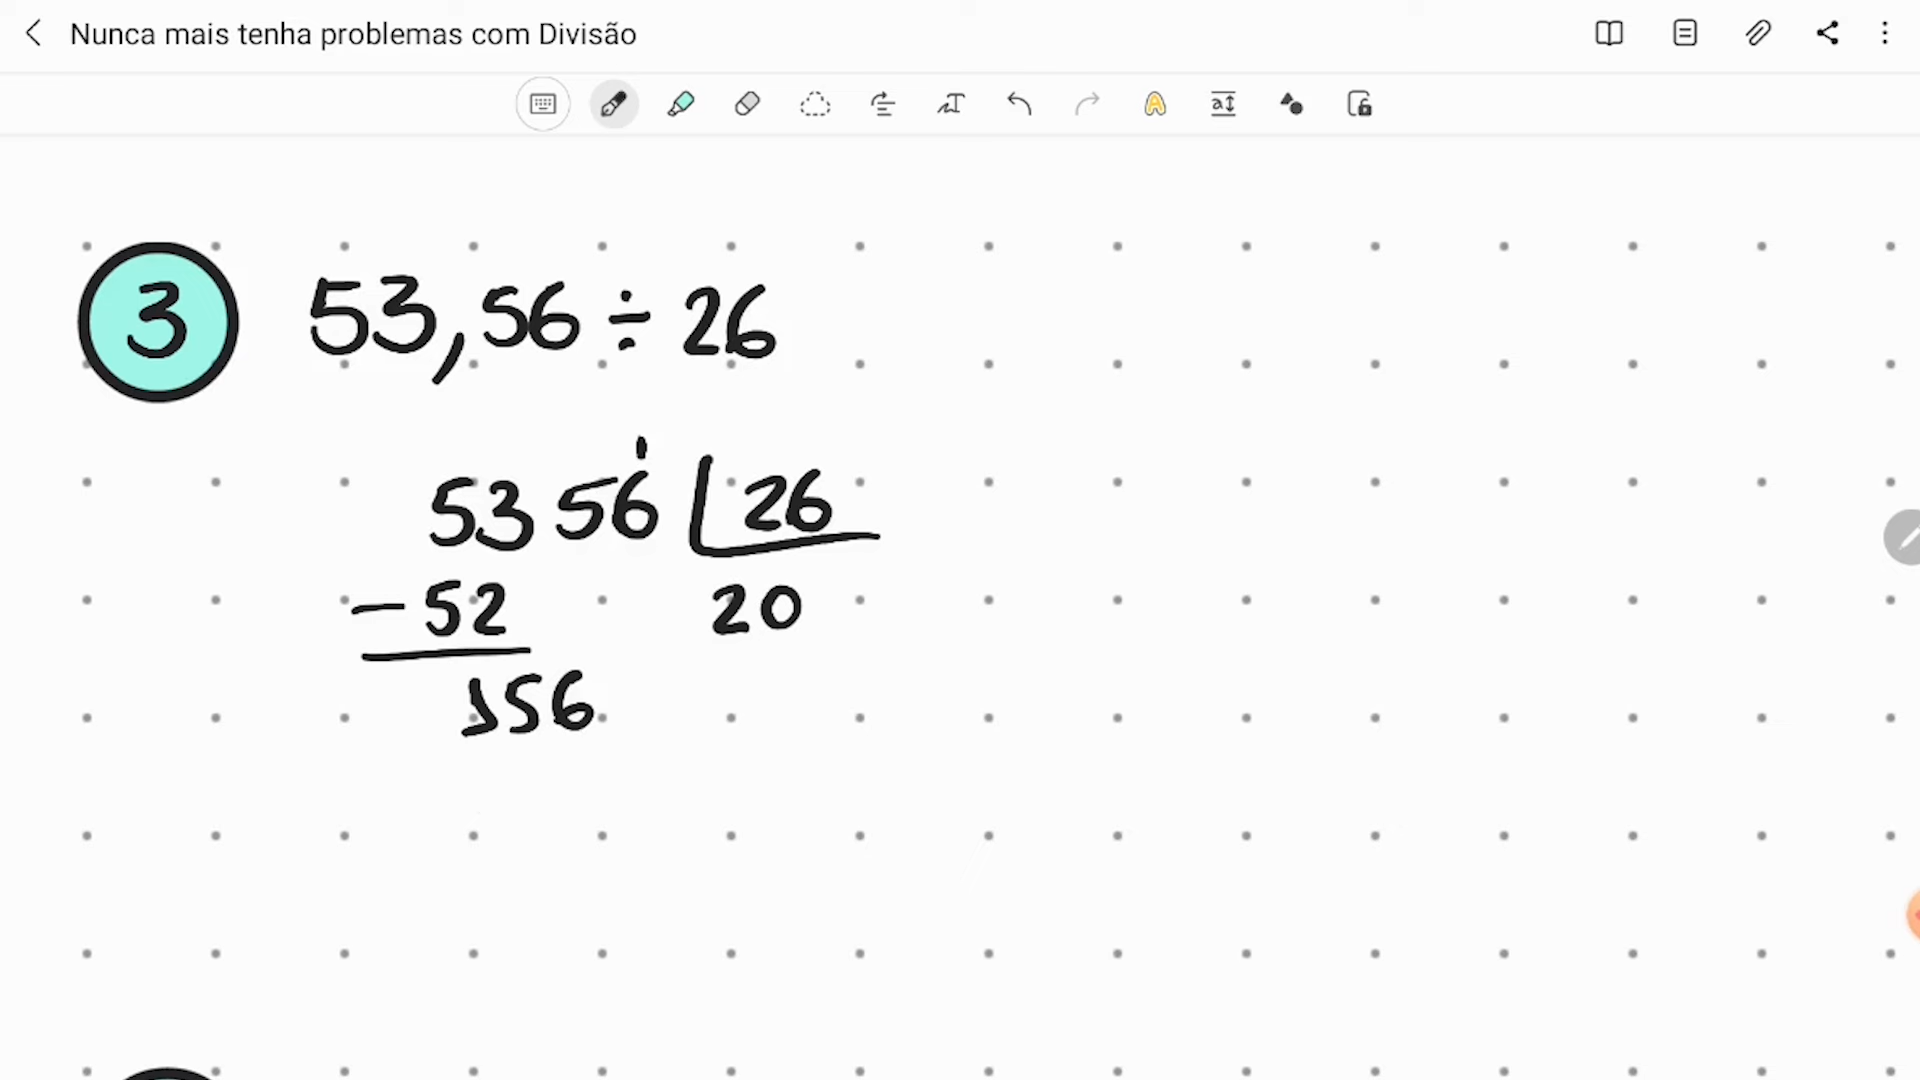 Nunca mais tenha problemas com Divisão
3 53,56 ÷ 26
5356 26
- 52 20
156